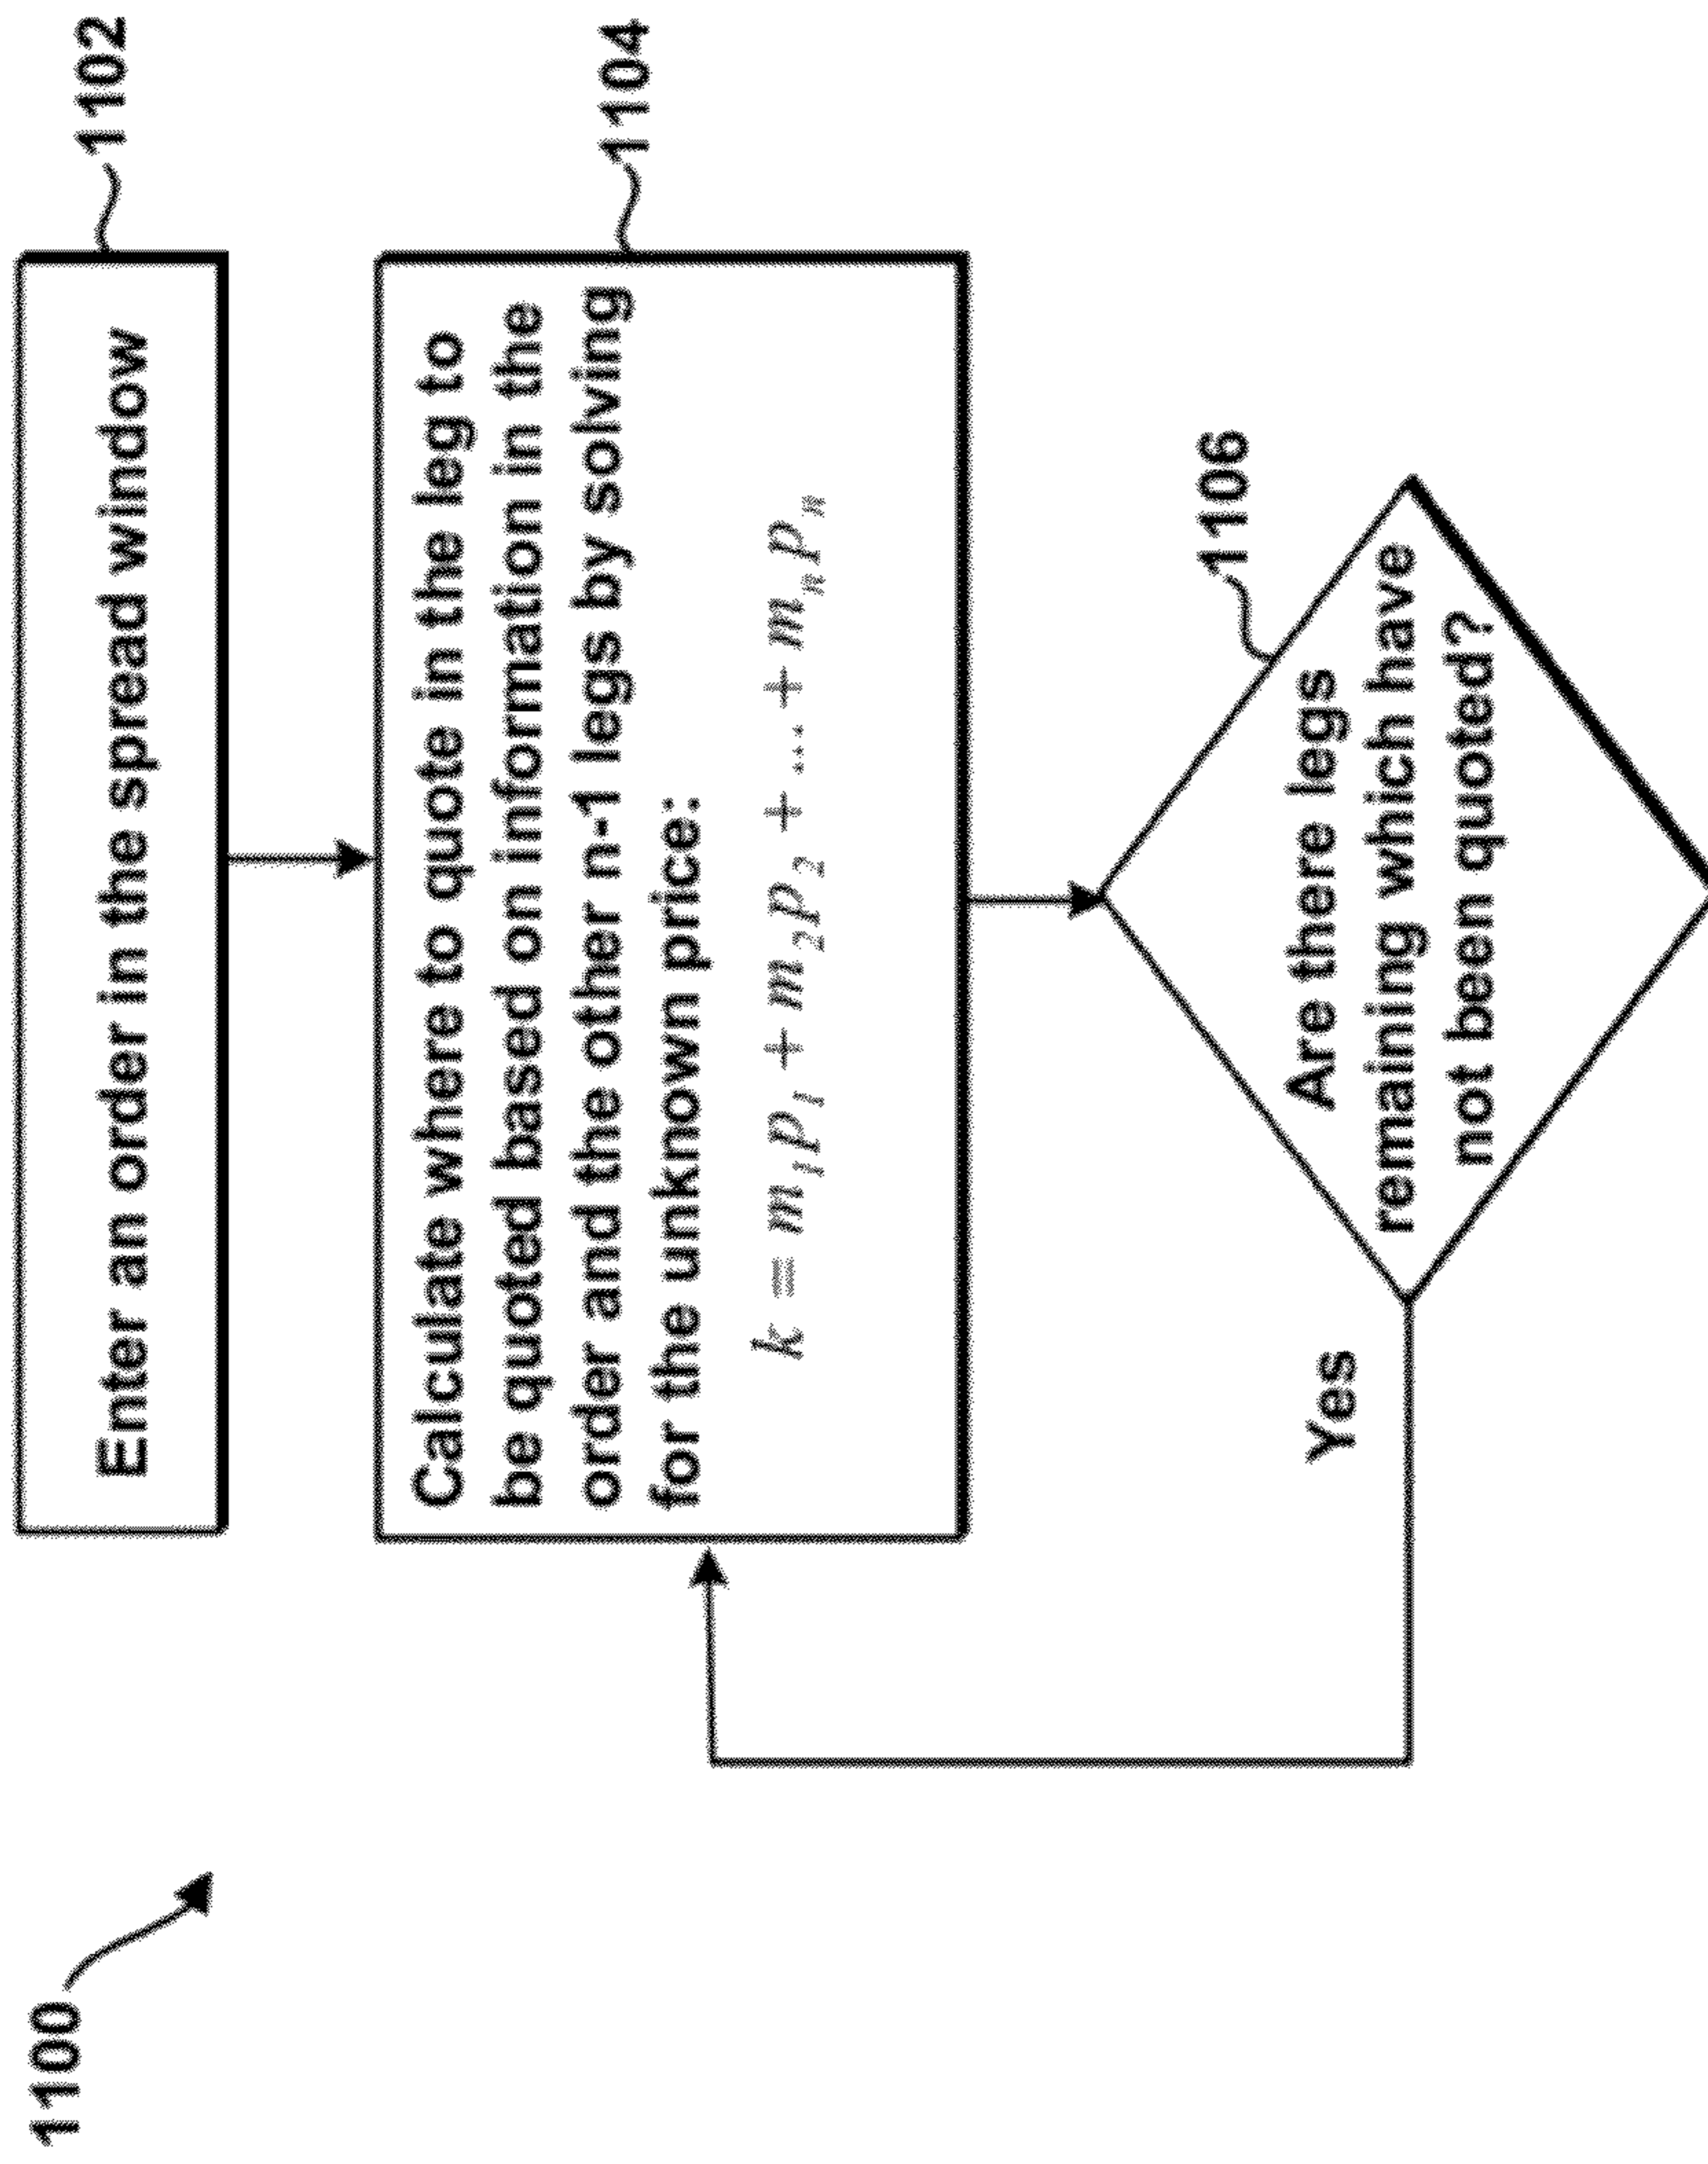 1100
Enter an order in the spread window
1102
Calculate where to quote in the leg to
be quoted based on information in the
order and the other n-1 legs by solving
for the unknown price:
k = m₁p₁ + m₂p₂ + ... + mₙpₙ
1104
Are there legs
remaining which have
not been quoted?
1106
Yes